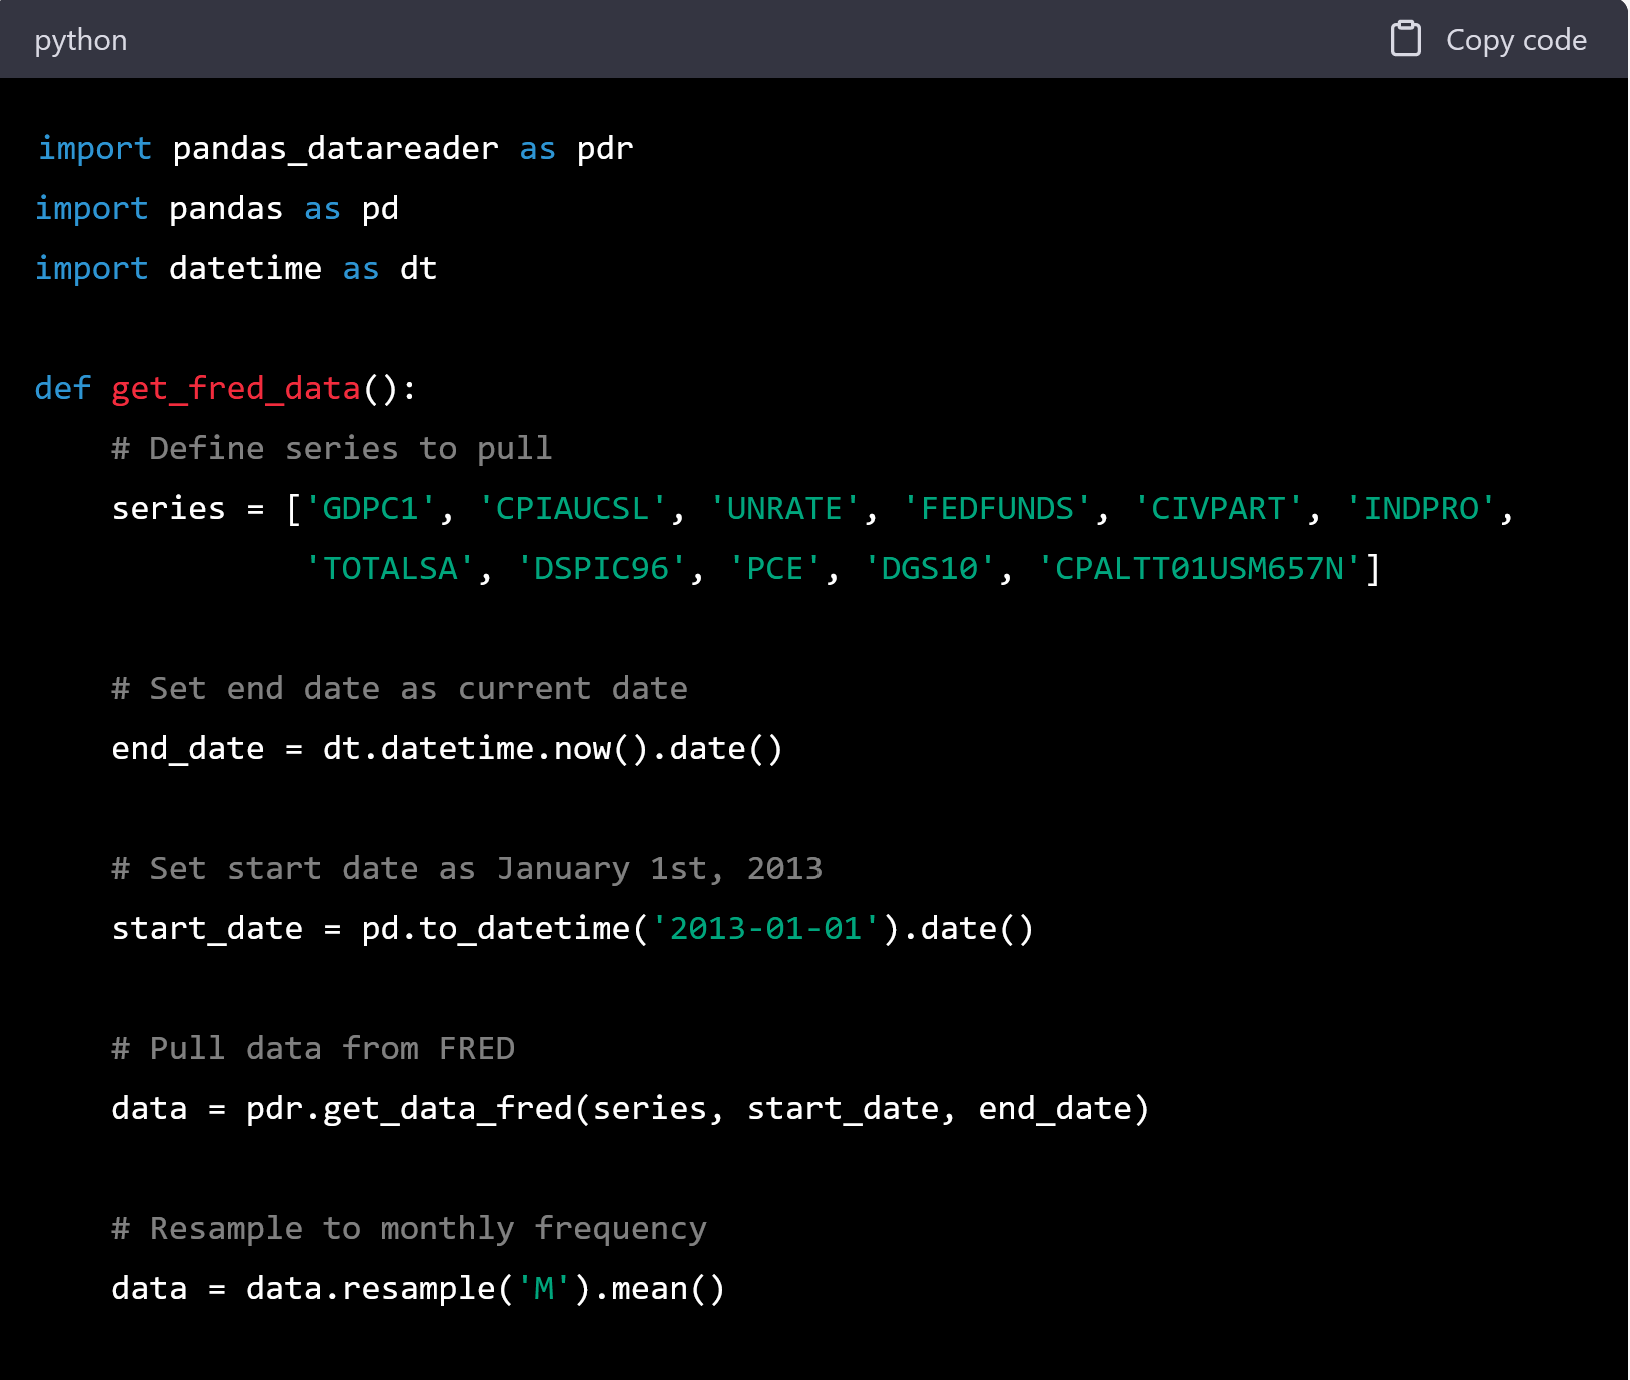 python
Copy code
import pandas_datareader as pdr
import pandas as pd
import datetime as dt
def get_fred_data():
    # Define series to pull
    series = ['GDPC1', 'CPIAUCSL', 'UNRATE', 'FEDFUNDS', 'CIVPART', 'INDPRO',
              'TOTALSA', 'DSPIC96', 'PCE', 'DGS10', 'CPALTT01USM657N']
    # Set end date as current date
    end_date = dt.datetime.now().date()
    # Set start date as January 1st, 2013
    start_date = pd.to_datetime('2013-01-01').date()
    # Pull data from FRED
    data = pdr.get_data_fred(series, start_date, end_date)
    # Resample to monthly frequency
    data = data.resample('M').mean()